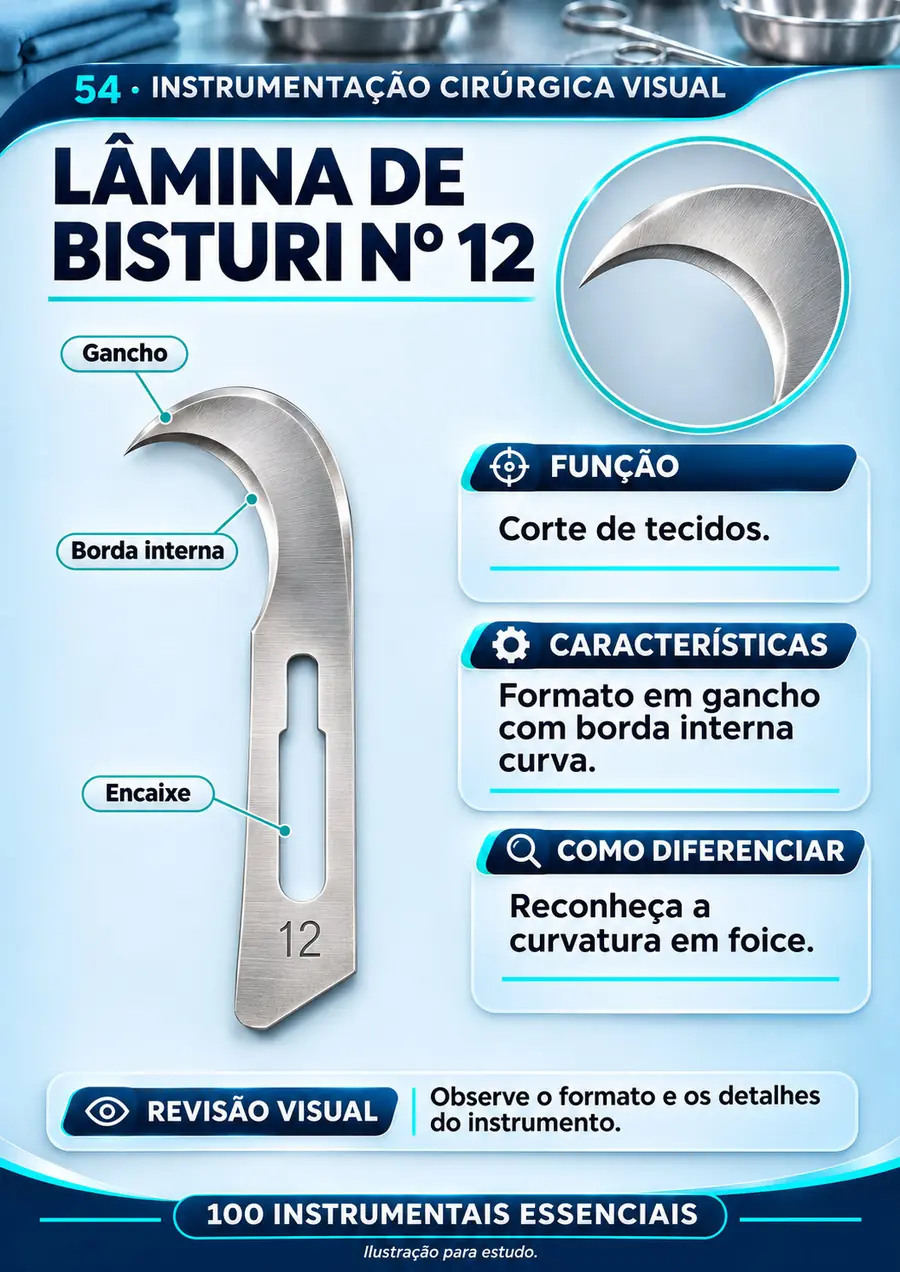 54 · INSTRUMENTAÇÃO CIRÚRGICA VISUAL
LÂMINA DE
BISTURI Nº 12
Gancho
Borda interna
Encaixe
12
FUNÇÃO
Corte de tecidos.
CARACTERÍSTICAS
Formato em gancho
com borda interna
curva.
COMO DIFERENCIAR
Reconheça a
curvatura em foice.
REVISÃO VISUAL
Observe o formato e os detalhes
do instrumento.
100 INSTRUMENTAIS ESSENCIAIS
Ilustração para estudo.